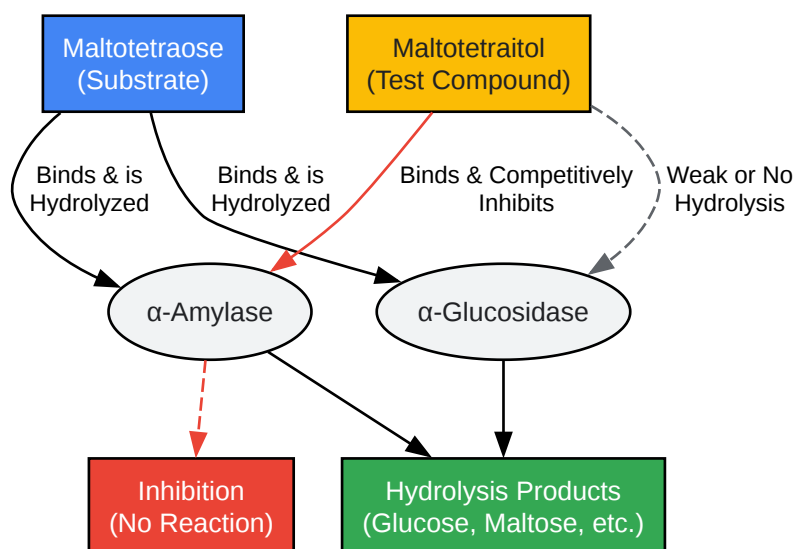 Maltotetraose
(Substrate)
Maltotetraitol
(Test Compound)
Binds & is
Hydrolyzed
Binds & is
Hydrolyzed
Binds & Competitively
Inhibits
Weak or No
Hydrolysis
α-Amylase
α-Glucosidase
Inhibition
(No Reaction)
Hydrolysis Products
(Glucose, Maltose, etc.)